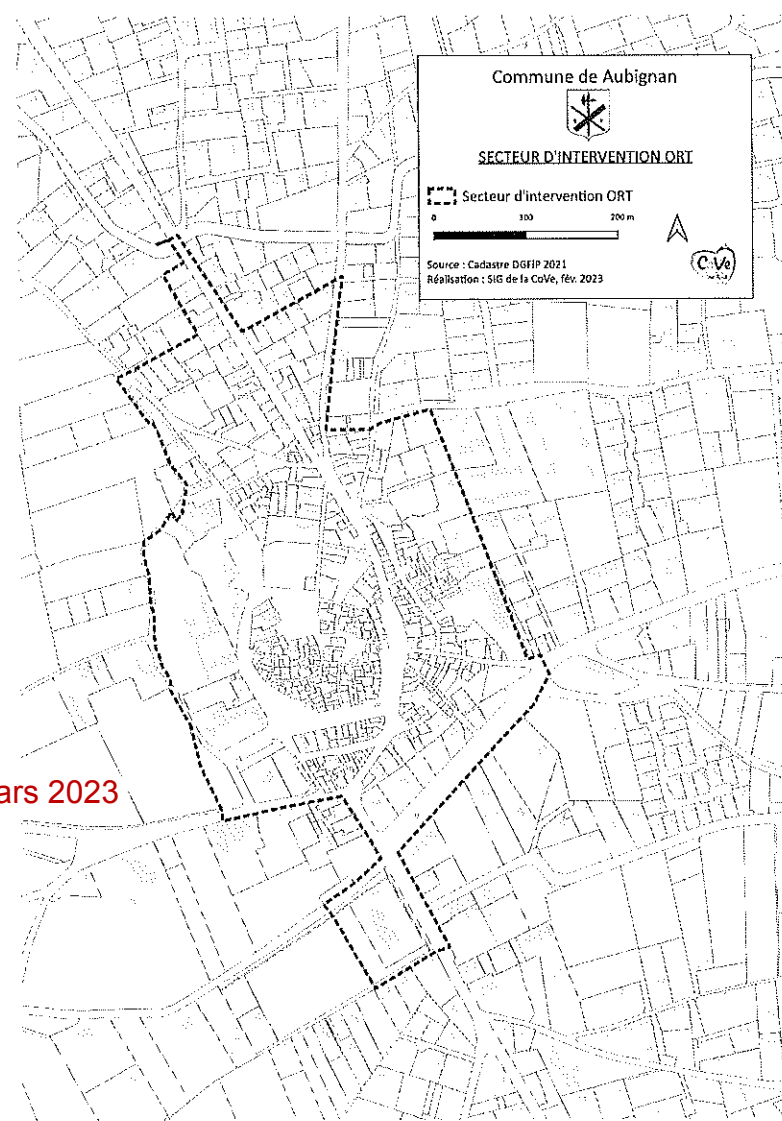 Commune de Aubignan
SECTEUR D'INTERVENTION ORT
Secteur d'intervention ORT
0 100 200 m
Source : Cadastre DGFiP 2021
Réalisation : SIG de la CoVe, fév. 2023
CoVe
ars 2023